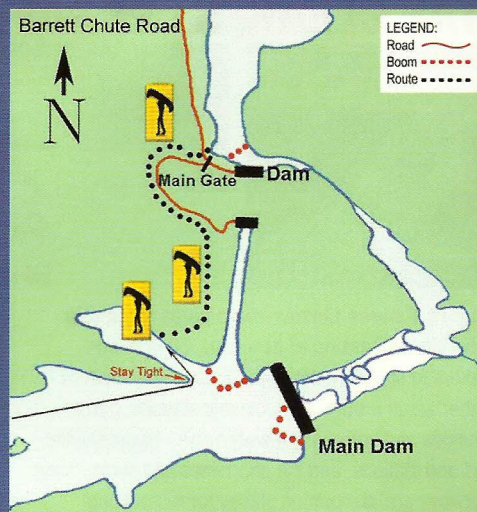 Barrett Chute Road
N
LEGEND:
Road
Boom
Route
Main Gate
Dam
Stay Tight
Main Dam